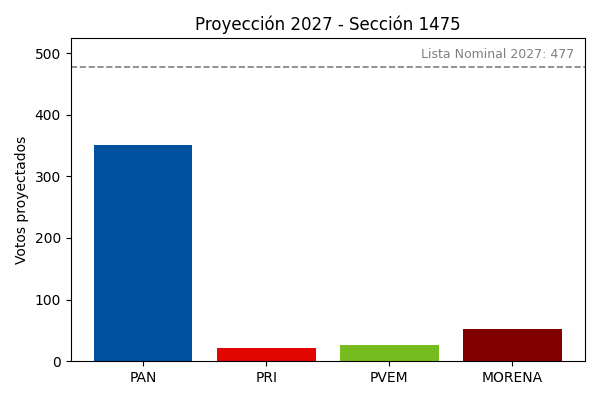 Proyección 2027 - Sección 1475
Lista Nominal 2027: 477
Votos proyectados
500
400
300
200
100
0
PAN
PRI
PVEM
MORENA